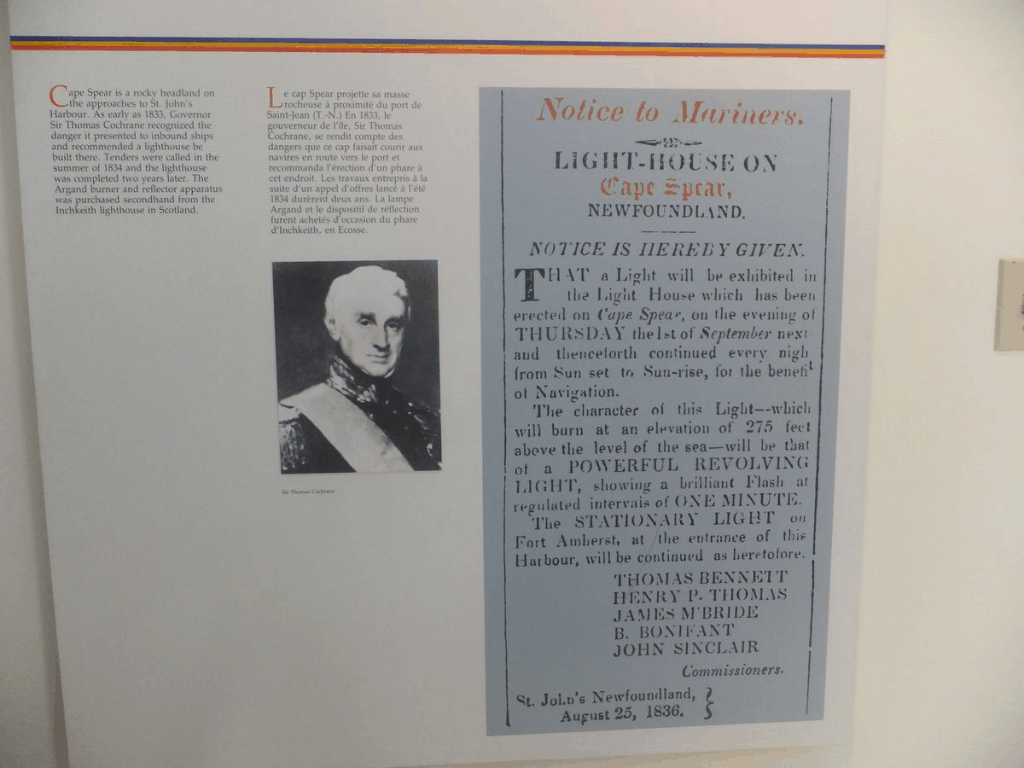 Cape Spear is a rocky headland on
the approaches to St. John's
Harbour. As early as 1833, Governor
Sir Thomas Cochrane recognized the
danger it presented to inbound ships
and recommended a lighthouse be
built there. Tenders were called in the
summer of 1834 and the lighthouse
was completed two years later. The
Argand burner and reflector apparatus
was purchased secondhand from the
Inchkeith lighthouse in Scotland.
Le cap Spear projette sa masse
rocheuse à proximité du port de
Saint-Jean (T.-N.) En 1833, le
gouverneur de l'île, Sir Thomas
Cochrane, se rendit compte des
dangers que ce cap faisait courir aux
navires en route vers le port et
recommanda l'érection d'un phare à
cet endroit. Les travaux entrepris à la
suite d'un appel d'offres lancé à l'été
1834 durèrent deux ans. La lampe
Argand et le dispositif de réflection
furent achetés d'occasion du phare
d'Inchkeith, en Ecosse.
Sir Thomas Cochrane
Notice to Mariners.
LIGHT-HOUSE ON
Cape Spear,
NEWFOUNDLAND.
NOTICE IS HEREBY GIVEN.
THAT a Light will be exhibited in
the Light House which has been
erected on Cape Spear, on the evening of
THURSDAY the 1st of September next
and thenceforth continued every nigh
from Sun set to Sun-rise, for the benefit
of Navigation.
The character of this Light--which
will burn at an elevation of 275 feet
above the level of the sea—will be that
of a POWERFUL REVOLVING
LIGHT, showing a brilliant Flash at
regulated intervals of ONE MINUTE.
The STATIONARY LIGHT on
Fort Amherst, at the entrance of this
Harbour, will be continued as heretofore.
THOMAS BENNETT
HENRY P. THOMAS
JAMES M'BRIDE
B. BONIFANT
JOHN SINCLAIR
Commissioners.
St. John's Newfoundland,
August 25, 1836.